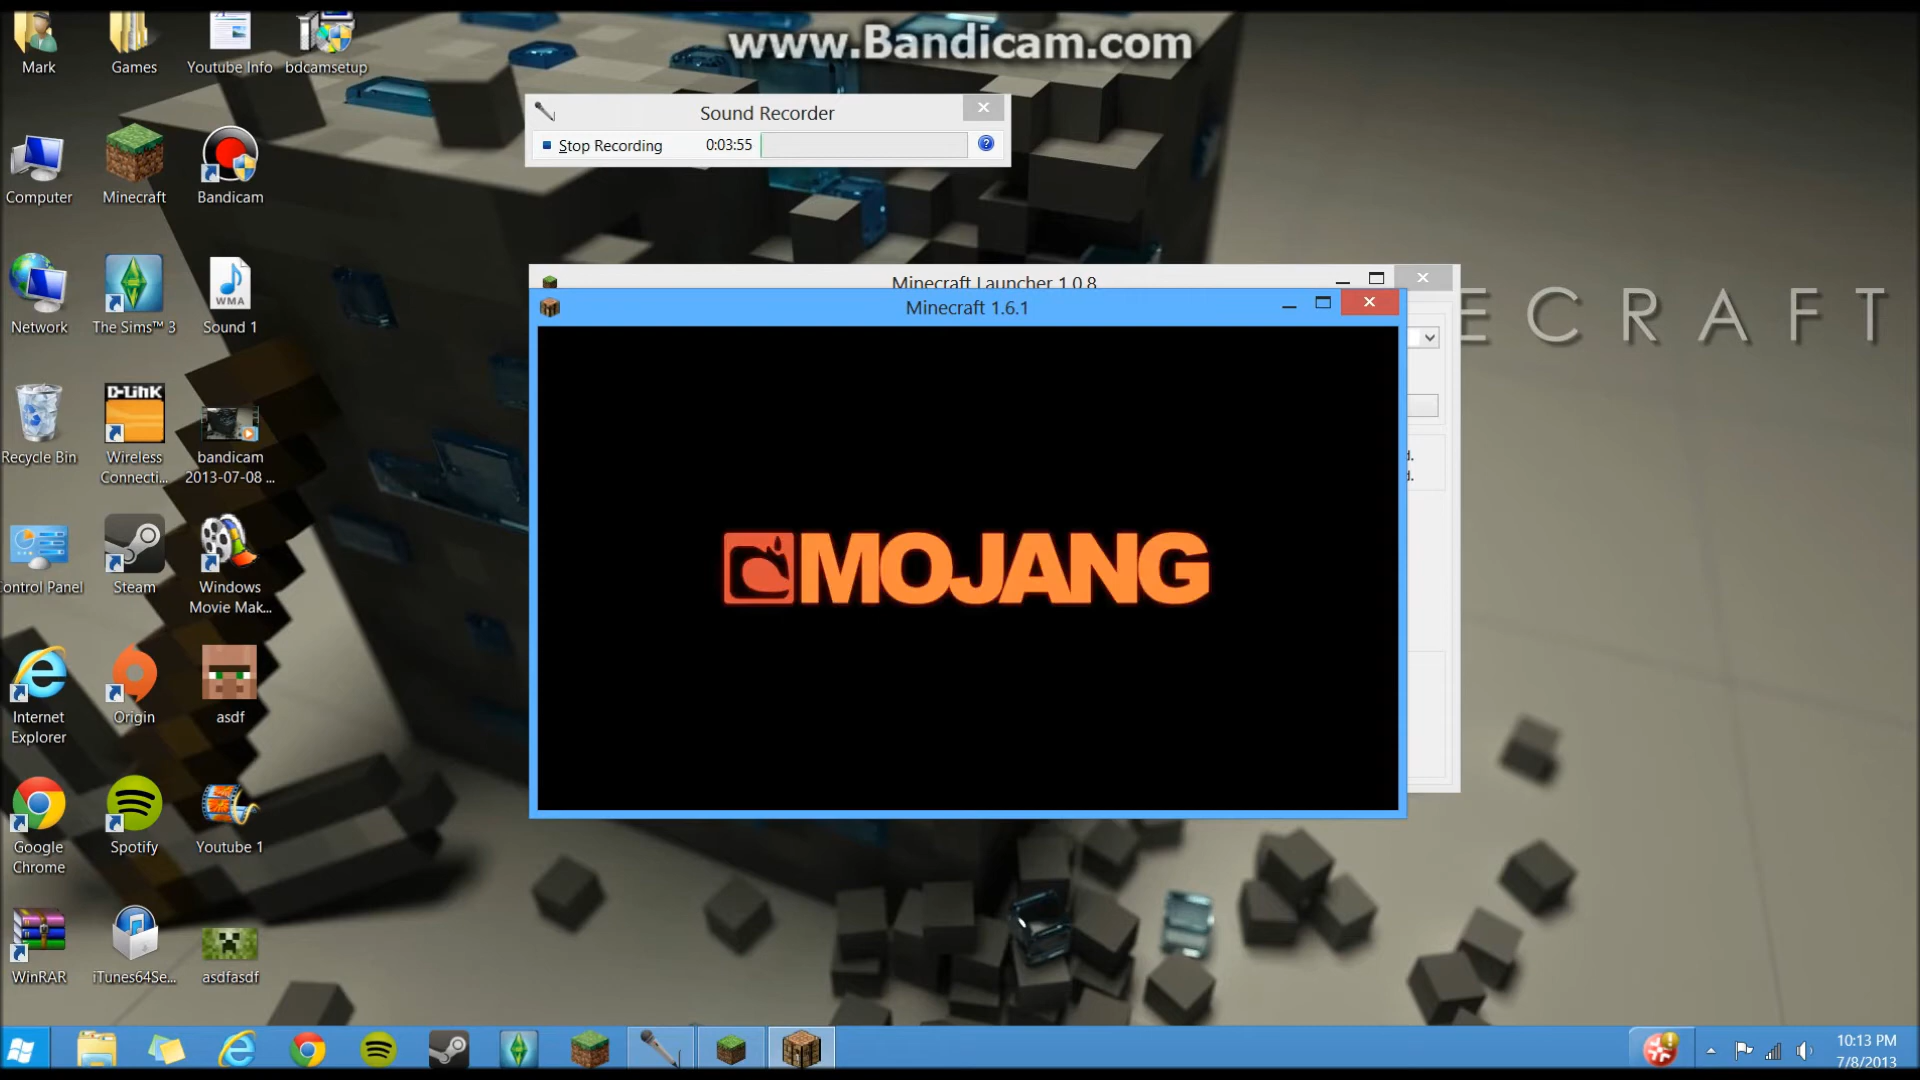 www.Bandicam.com
Mark
Games
Youtube Info
bdcamsetup
Sound Recorder
Stop Recording
0:03:55
Computer
Minecraft
Bandicam
Minecraft Launcher 1.0.8
Minecraft 1.6.1
ECRAFT
Network
The Sims™ 3
WMA
Sound 1
D-Link
d.
d.
Recycle Bin
Wireless
Connecti...
bandicam
2013-07-08 ...
MOJANG
ontrol Panel
Steam
Windows
Movie Mak...
Internet
Explorer
Origin
asdf
Google
Chrome
Spotify
Youtube 1
WinRAR
iTunes64Se...
asdfasdf
10:13 PM
7/8/2013